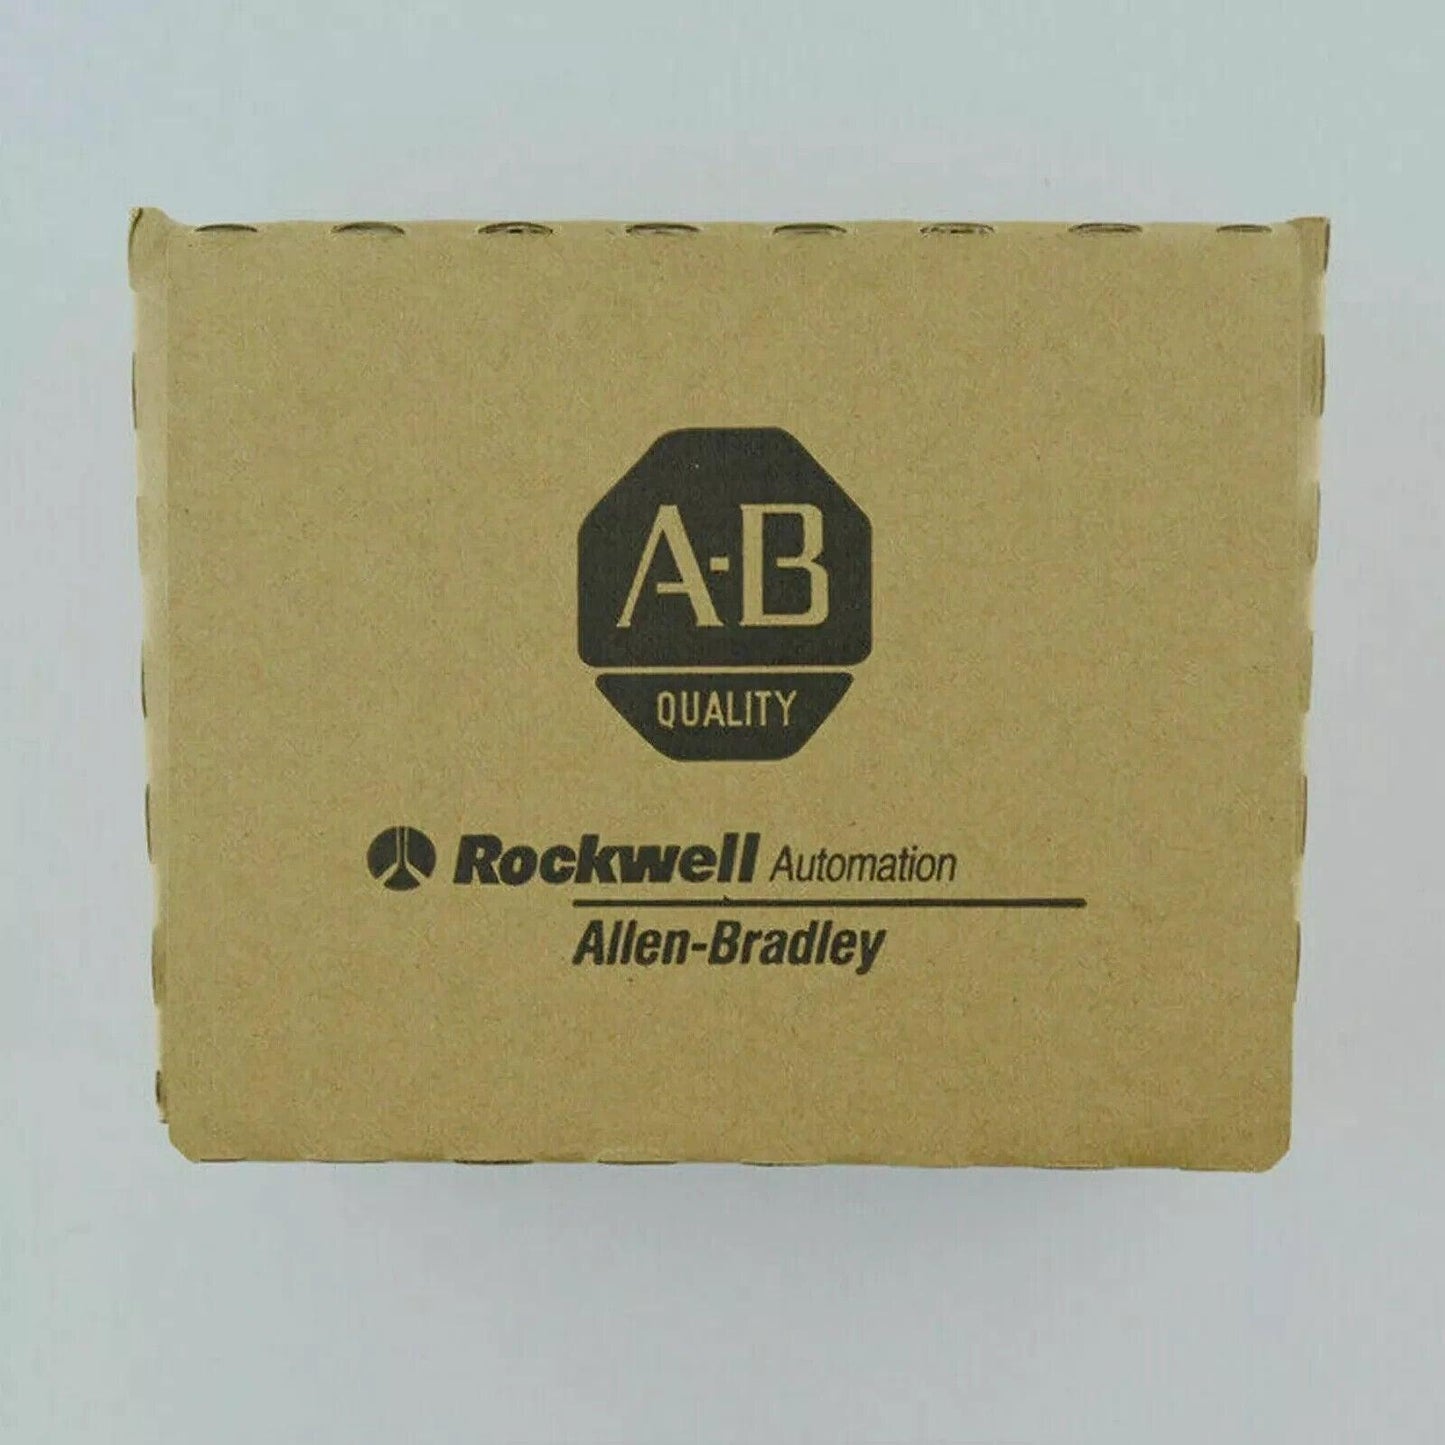 A-B
QUALITY
Rockwell Automation
Allen-Bradley